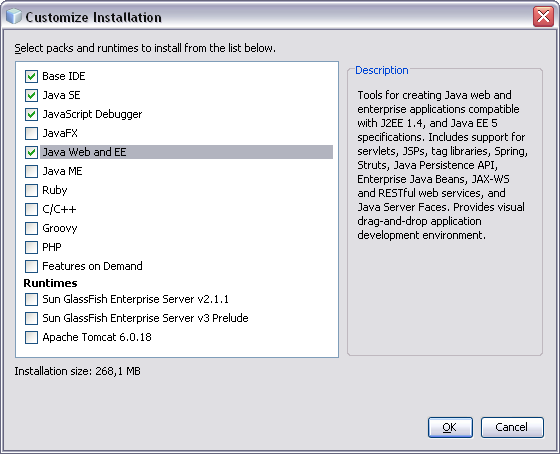 Customize Installation
Select packs and runtimes to install from the list below.
Base IDE
Java SE
JavaScript Debugger
JavaFX
Java Web and EE
Java ME
Ruby
C/C++
Groovy
PHP
Features on Demand
Runtimes
Sun GlassFish Enterprise Server v2.1.1
Sun GlassFish Enterprise Server v3 Prelude
Apache Tomcat 6.0.18
Description
Tools for creating Java web and
enterprise applications compatible
with J2EE 1.4, and Java EE 5
specifications. Includes support for
servlets, JSPs, tag libraries, Spring,
Struts, Java Persistence API,
Enterprise Java Beans, JAX-WS
and RESTful web services, and
Java Server Faces. Provides visual
drag-and-drop application
development environment.
Installation size: 268,1 MB
OK
Cancel